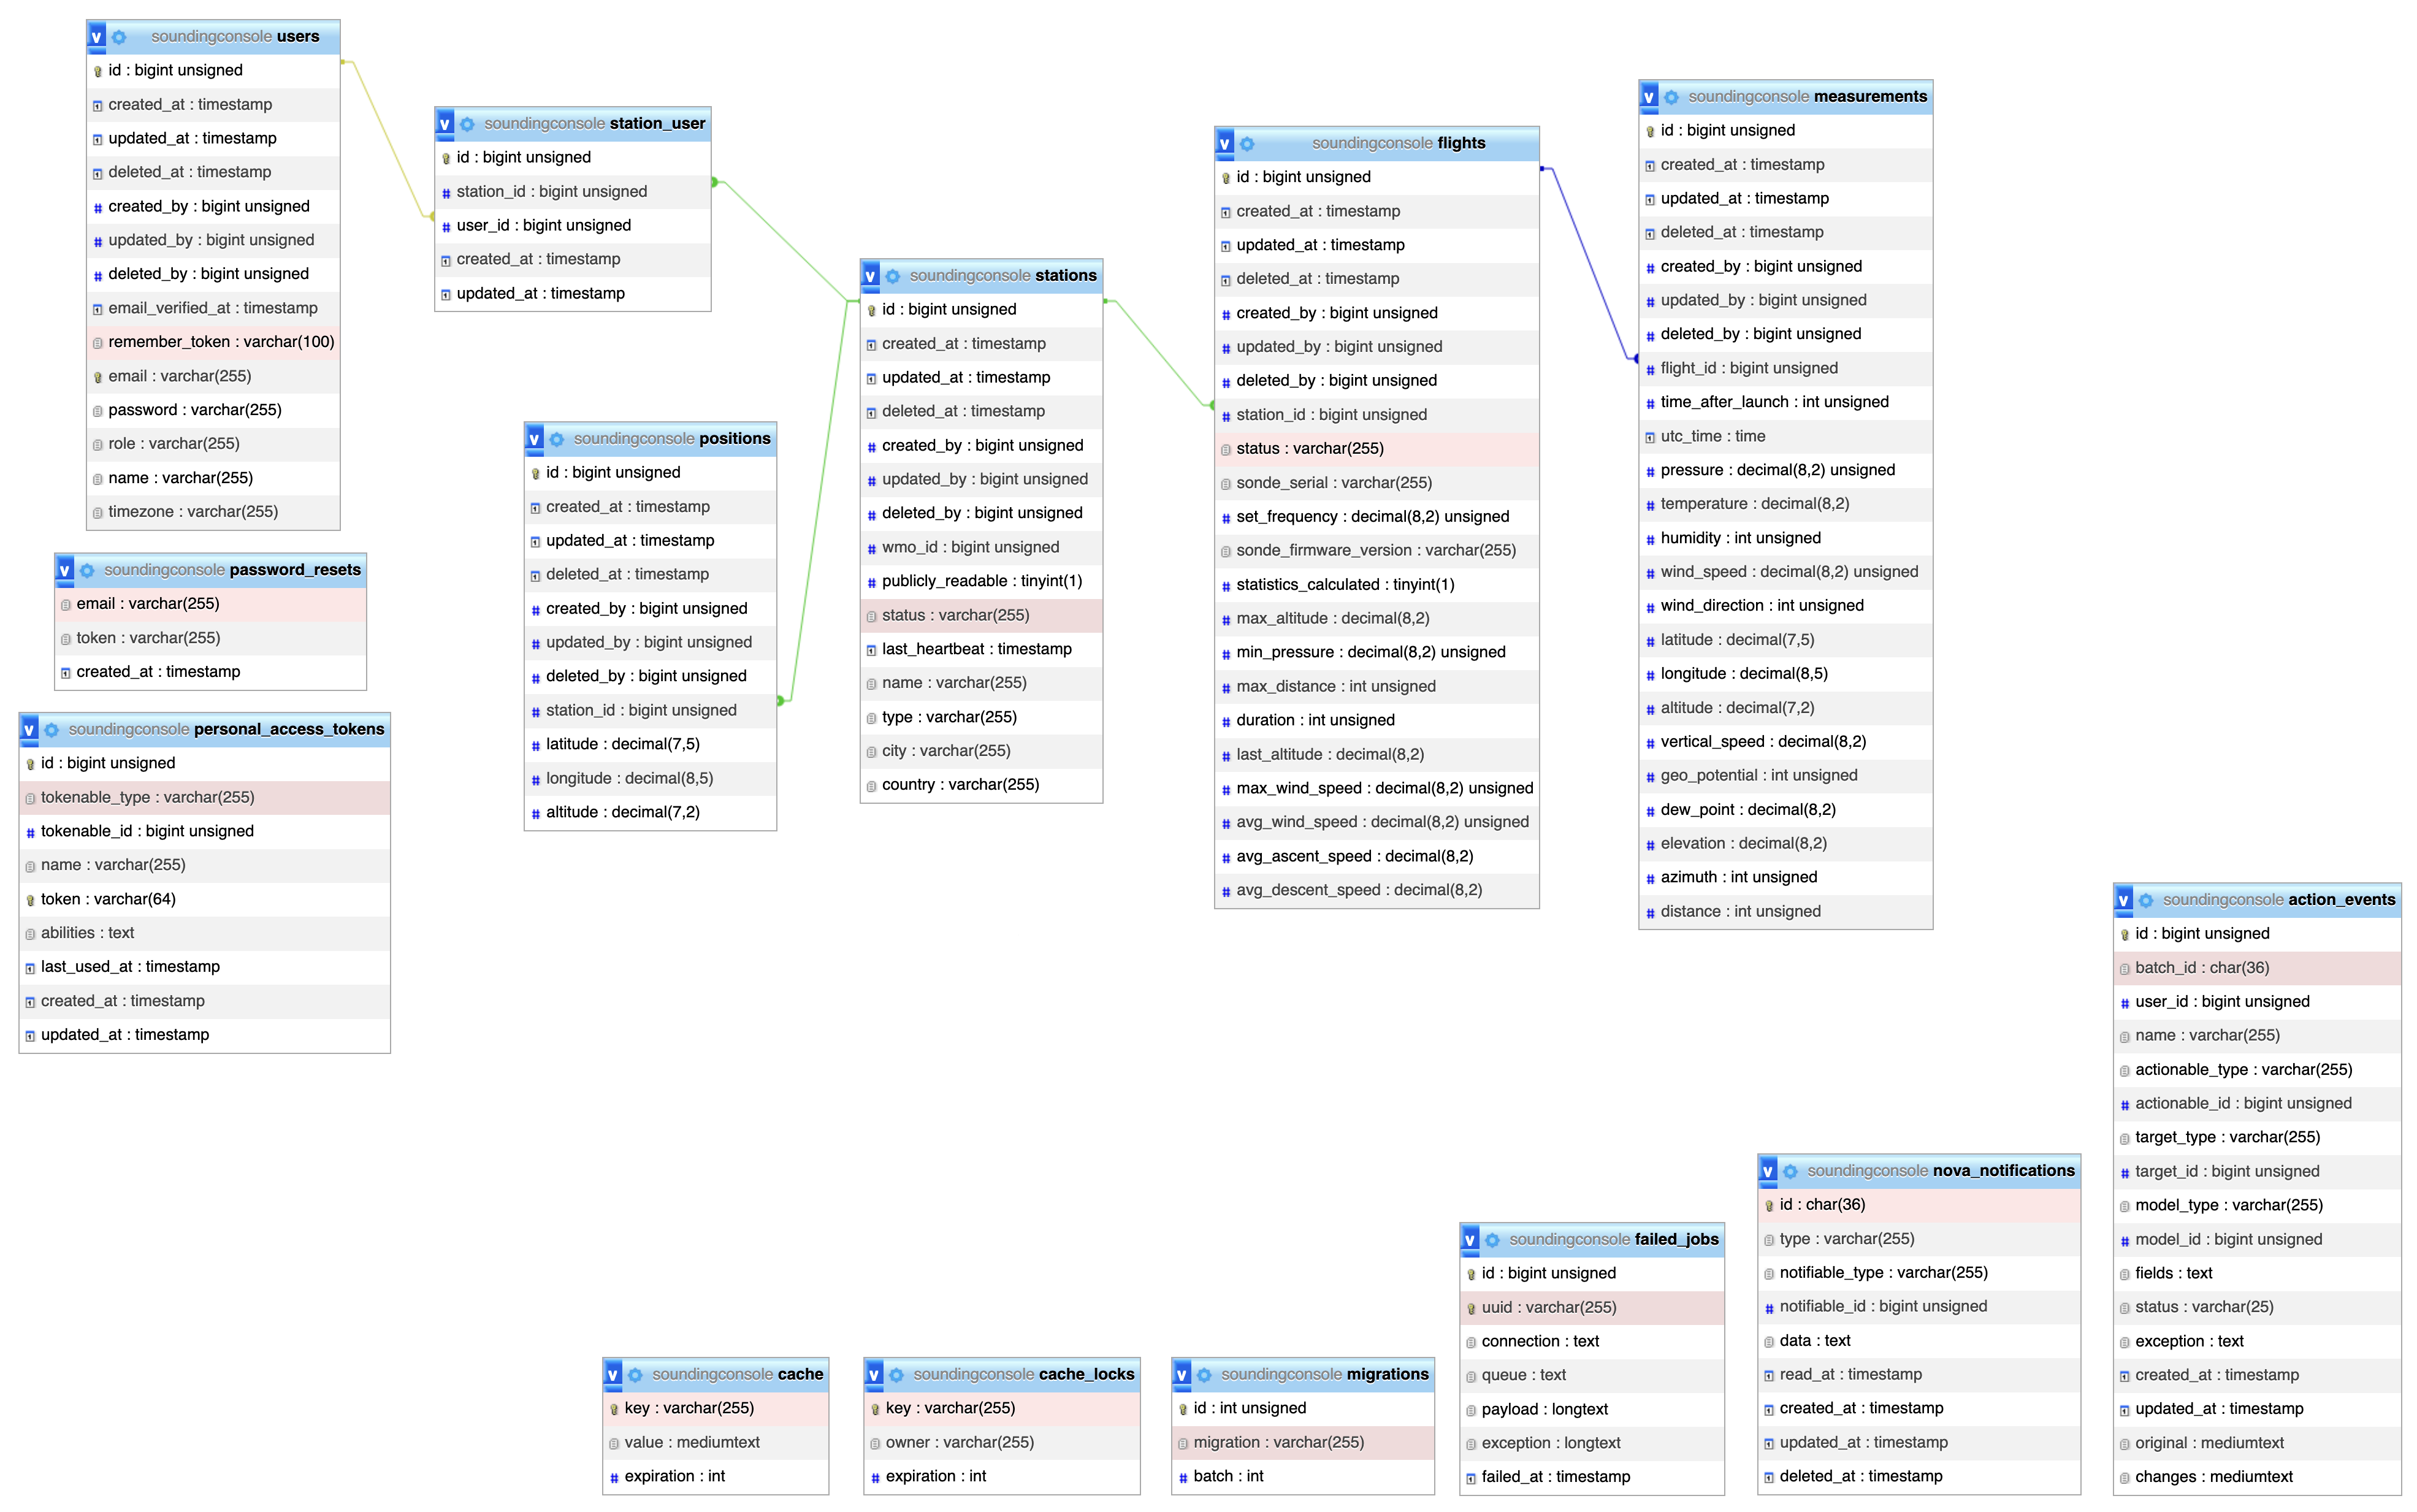 soundingconsole users
id : bigint unsigned
created_at : timestamp
updated_at : timestamp
deleted_at : timestamp
created_by : bigint unsigned
updated_by : bigint unsigned
deleted_by : bigint unsigned
email_verified_at : timestamp
remember_token : varchar(100)
email : varchar(255)
password : varchar(255)
role : varchar(255)
name : varchar(255)
timezone : varchar(255)
soundingconsole password_resets
email : varchar(255)
token : varchar(255)
created_at : timestamp
soundingconsole personal_access_tokens
id : bigint unsigned
tokenable_type : varchar(255)
tokenable_id : bigint unsigned
name : varchar(255)
token : varchar(64)
abilities : text
last_used_at : timestamp
created_at : timestamp
updated_at : timestamp
soundingconsole station_user
id : bigint unsigned
station_id : bigint unsigned
user_id : bigint unsigned
created_at : timestamp
updated_at : timestamp
soundingconsole positions
id : bigint unsigned
created_at : timestamp
updated_at : timestamp
deleted_at : timestamp
created_by : bigint unsigned
updated_by : bigint unsigned
deleted_by : bigint unsigned
station_id : bigint unsigned
latitude : decimal(7,5)
longitude : decimal(8,5)
altitude : decimal(7,2)
soundingconsole stations
id : bigint unsigned
created_at : timestamp
updated_at : timestamp
deleted_at : timestamp
created_by : bigint unsigned
updated_by : bigint unsigned
deleted_by : bigint unsigned
wmo_id : bigint unsigned
publicly_readable : tinyint(1)
status : varchar(255)
last_heartbeat : timestamp
name : varchar(255)
type : varchar(255)
city : varchar(255)
country : varchar(255)
soundingconsole flights
id : bigint unsigned
created_at : timestamp
updated_at : timestamp
deleted_at : timestamp
created_by : bigint unsigned
updated_by : bigint unsigned
deleted_by : bigint unsigned
station_id : bigint unsigned
status : varchar(255)
sonde_serial : varchar(255)
set_frequency : decimal(8,2) unsigned
sonde_firmware_version : varchar(255)
statistics_calculated : tinyint(1)
max_altitude : decimal(8,2)
min_pressure : decimal(8,2) unsigned
max_distance : int unsigned
duration : int unsigned
last_altitude : decimal(8,2)
max_wind_speed : decimal(8,2) unsigned
avg_wind_speed : decimal(8,2) unsigned
avg_ascent_speed : decimal(8,2)
avg_descent_speed : decimal(8,2)
soundingconsole measurements
id : bigint unsigned
created_at : timestamp
updated_at : timestamp
deleted_at : timestamp
created_by : bigint unsigned
updated_by : bigint unsigned
deleted_by : bigint unsigned
flight_id : bigint unsigned
time_after_launch : int unsigned
utc_time : time
pressure : decimal(8,2) unsigned
temperature : decimal(8,2)
humidity : int unsigned
wind_speed : decimal(8,2) unsigned
wind_direction : int unsigned
latitude : decimal(7,5)
longitude : decimal(8,5)
altitude : decimal(7,2)
vertical_speed : decimal(8,2)
geo_potential : int unsigned
dew_point : decimal(8,2)
elevation : decimal(8,2)
azimuth : int unsigned
distance : int unsigned
soundingconsole action_events
id : bigint unsigned
batch_id : char(36)
user_id : bigint unsigned
name : varchar(255)
actionable_type : varchar(255)
actionable_id : bigint unsigned
target_type : varchar(255)
target_id : bigint unsigned
model_type : varchar(255)
model_id : bigint unsigned
fields : text
status : varchar(25)
exception : text
created_at : timestamp
updated_at : timestamp
original : mediumtext
changes : mediumtext
soundingconsole cache
key : varchar(255)
value : mediumtext
expiration : int
soundingconsole cache_locks
key : varchar(255)
owner : varchar(255)
expiration : int
soundingconsole migrations
id : int unsigned
migration : varchar(255)
batch : int
soundingconsole failed_jobs
id : bigint unsigned
uuid : varchar(255)
connection : text
queue : text
payload : longtext
exception : longtext
failed_at : timestamp
soundingconsole nova_notifications
id : char(36)
type : varchar(255)
notifiable_type : varchar(255)
notifiable_id : bigint unsigned
data : text
read_at : timestamp
created_at : timestamp
updated_at : timestamp
deleted_at : timestamp